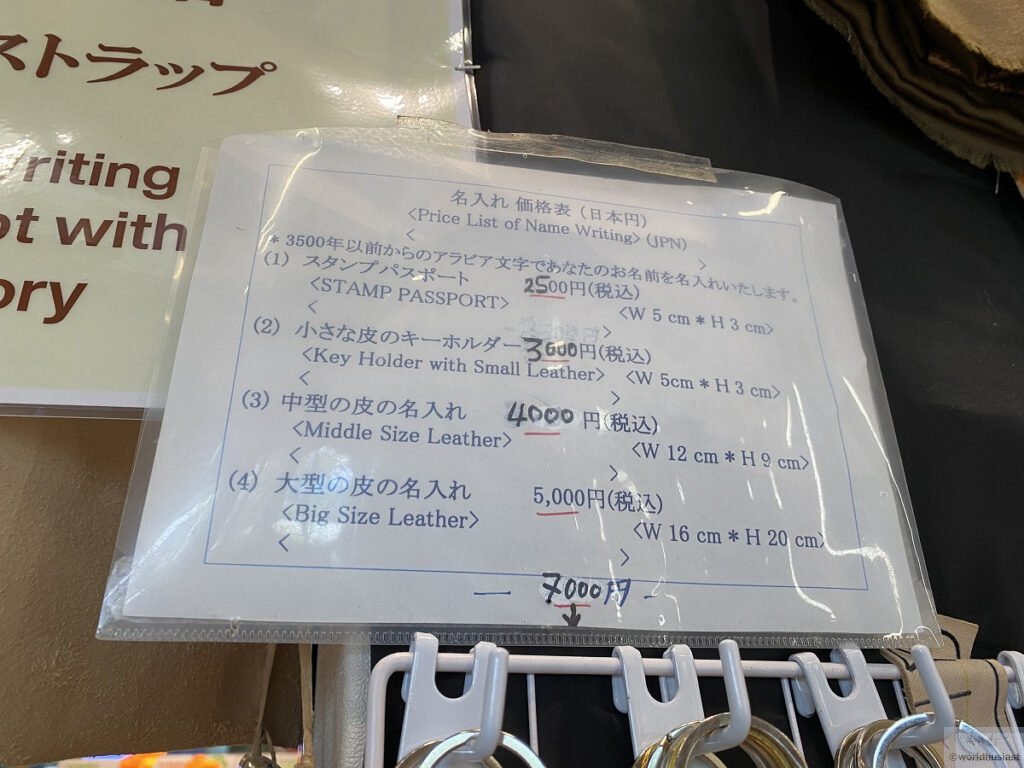 ストラップ
riting
ot with
ory
名入れ 価格表（日本円）
<Price List of Name Writing> (JPN)
< >
* 3500年以前からのアラビア文字であなたのお名前を名入れいたします。
(1) スタンプパスポート 2500円(税込)
<STAMP PASSPORT> <W 5 cm * H 3 cm>
< >
(2) 小さな皮のキーホルダー 3600円(税込)
<Key Holder with Small Leather> <W 5cm * H 3 cm>
< >
(3) 中型の皮の名入れ 4000円(税込)
<Middle Size Leather> <W 12 cm * H 9 cm>
< >
(4) 大型の皮の名入れ 5,000円(税込)
<Big Size Leather> <W 16 cm * H 20 cm>
< >
— 7000円 -
↓
©worldhusiast